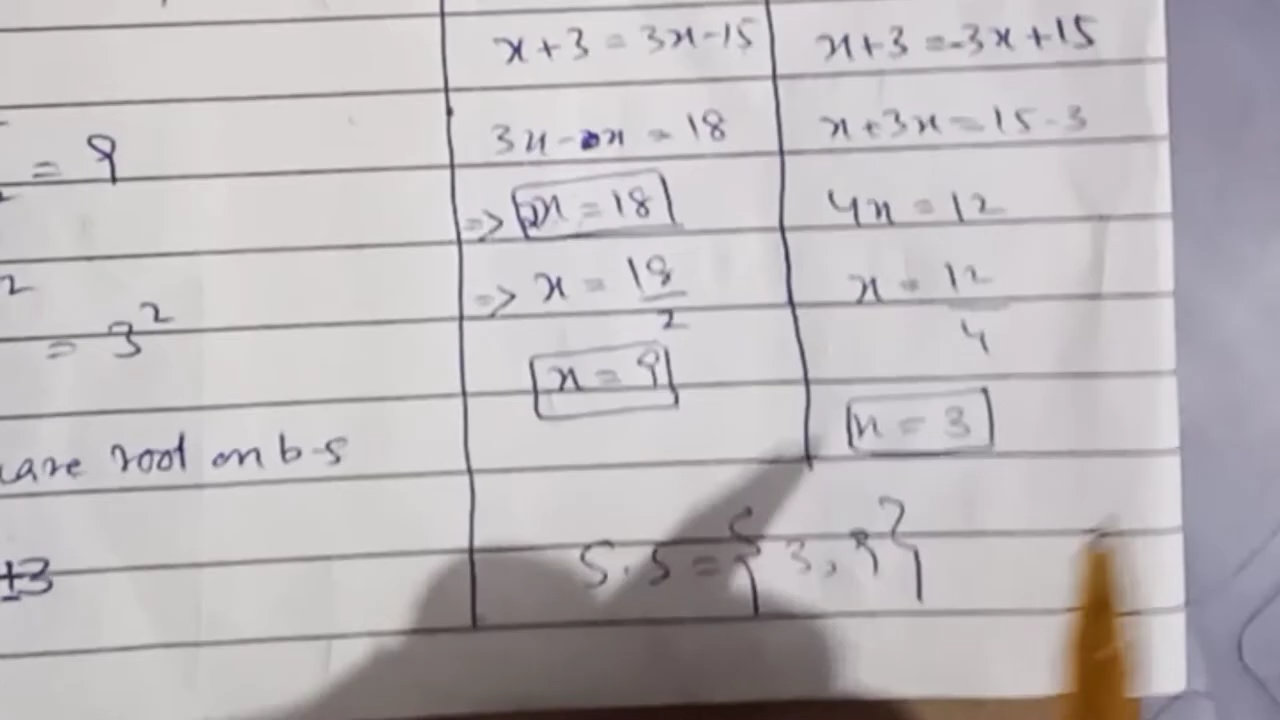 = 9
2
= 3²
are root on b-s
±3
x+3 = 3x-15
3x-x = 18
=> 2x = 18
=> x = 18/2
x = 9
x+3 = -3x+15
x+3x = 15-3
4x = 12
x = 12/4
x = 3
S.S = {3, 9}